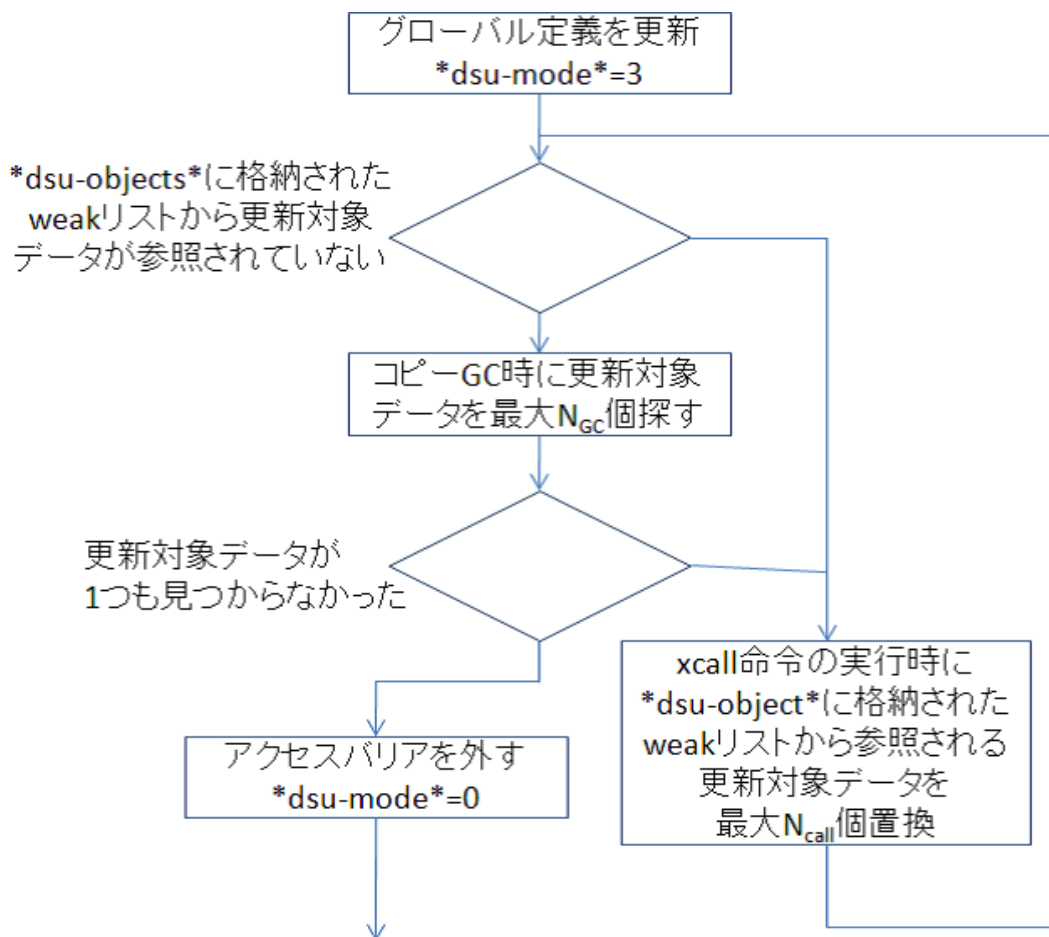 グローバル定義を更新
*dsu-mode*=3
*dsu-objects*に格納された
weakリストから更新対象
データが参照されていない
コピーGC時に更新対象
データを最大NGC個探す
更新対象データが
1つも見つからなかった
xcall命令の実行時に
*dsu-object*に格納された
weakリストから参照される
更新対象データを
最大Ncall個置換
アクセスバリアを外す
*dsu-mode*=0